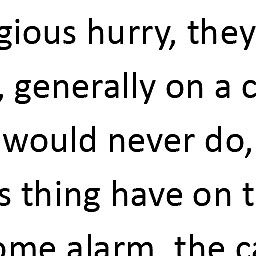 gious hurry, they
, generally on a c
would never do,
s thing have on t
ome alarm, the ca